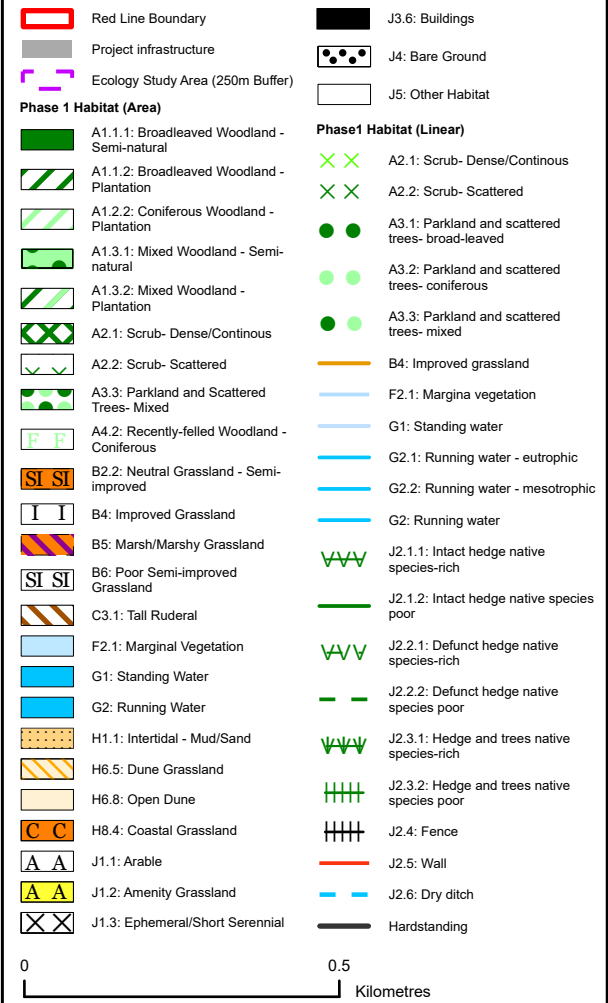 Red Line Boundary
Project infrastructure
Ecology Study Area (250m Buffer)
Phase 1 Habitat (Area)
A1.1.1: Broadleaved Woodland -
Semi-natural
A1.1.2: Broadleaved Woodland -
Plantation
A1.2.2: Coniferous Woodland -
Plantation
A1.3.1: Mixed Woodland - Semi-
natural
A1.3.2: Mixed Woodland -
Plantation
A2.1: Scrub- Dense/Continous
A2.2: Scrub- Scattered
A3.3: Parkland and Scattered
Trees- Mixed
F F A4.2: Recently-felled Woodland -
Coniferous
SI SI B2.2: Neutral Grassland - Semi-
improved
I I B4: Improved Grassland
B5: Marsh/Marshy Grassland
SI SI B6: Poor Semi-improved
Grassland
C3.1: Tall Ruderal
F2.1: Marginal Vegetation
G1: Standing Water
G2: Running Water
H1.1: Intertidal - Mud/Sand
H6.5: Dune Grassland
H6.8: Open Dune
C C H8.4: Coastal Grassland
A A J1.1: Arable
A A J1.2: Amenity Grassland
J1.3: Ephemeral/Short Serennial
J3.6: Buildings
J4: Bare Ground
J5: Other Habitat
Phase1 Habitat (Linear)
A2.1: Scrub- Dense/Continous
A2.2: Scrub- Scattered
A3.1: Parkland and scattered
trees- broad-leaved
A3.2: Parkland and scattered
trees- coniferous
A3.3: Parkland and scattered
trees- mixed
B4: Improved grassland
F2.1: Margina vegetation
G1: Standing water
G2.1: Running water - eutrophic
G2.2: Running water - mesotrophic
G2: Running water
J2.1.1: Intact hedge native
species-rich
J2.1.2: Intact hedge native species
poor
J2.2.1: Defunct hedge native
species-rich
J2.2.2: Defunct hedge native
species poor
J2.3.1: Hedge and trees native
species-rich
J2.3.2: Hedge and trees native
species poor
J2.4: Fence
J2.5: Wall
J2.6: Dry ditch
Hardstanding
0 0.5
Kilometres